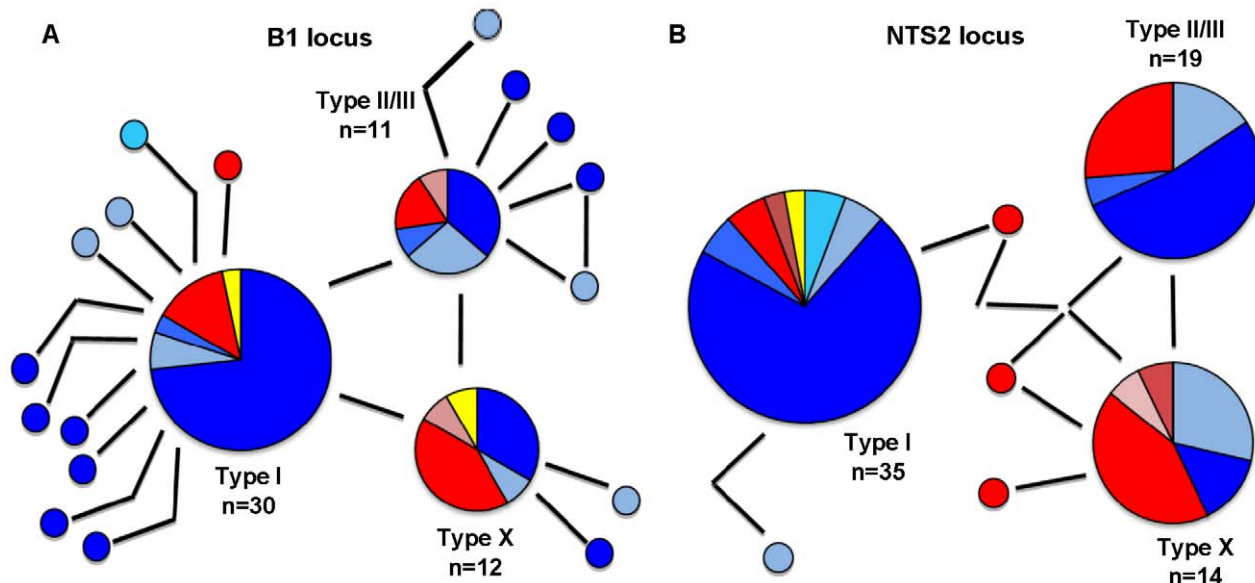 A
B1 locus
Type II/III
n=11
Type I
n=30
Type X
n=12
B
NTS2 locus
Type II/III
n=19
Type I
n=35
Type X
n=14